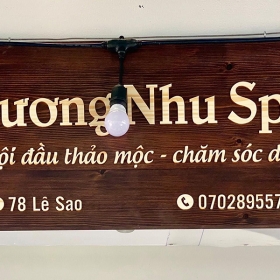 ương Nhu Sp
ội đầu thảo mộc - chăm sóc d
78 Lê Sao 070289557